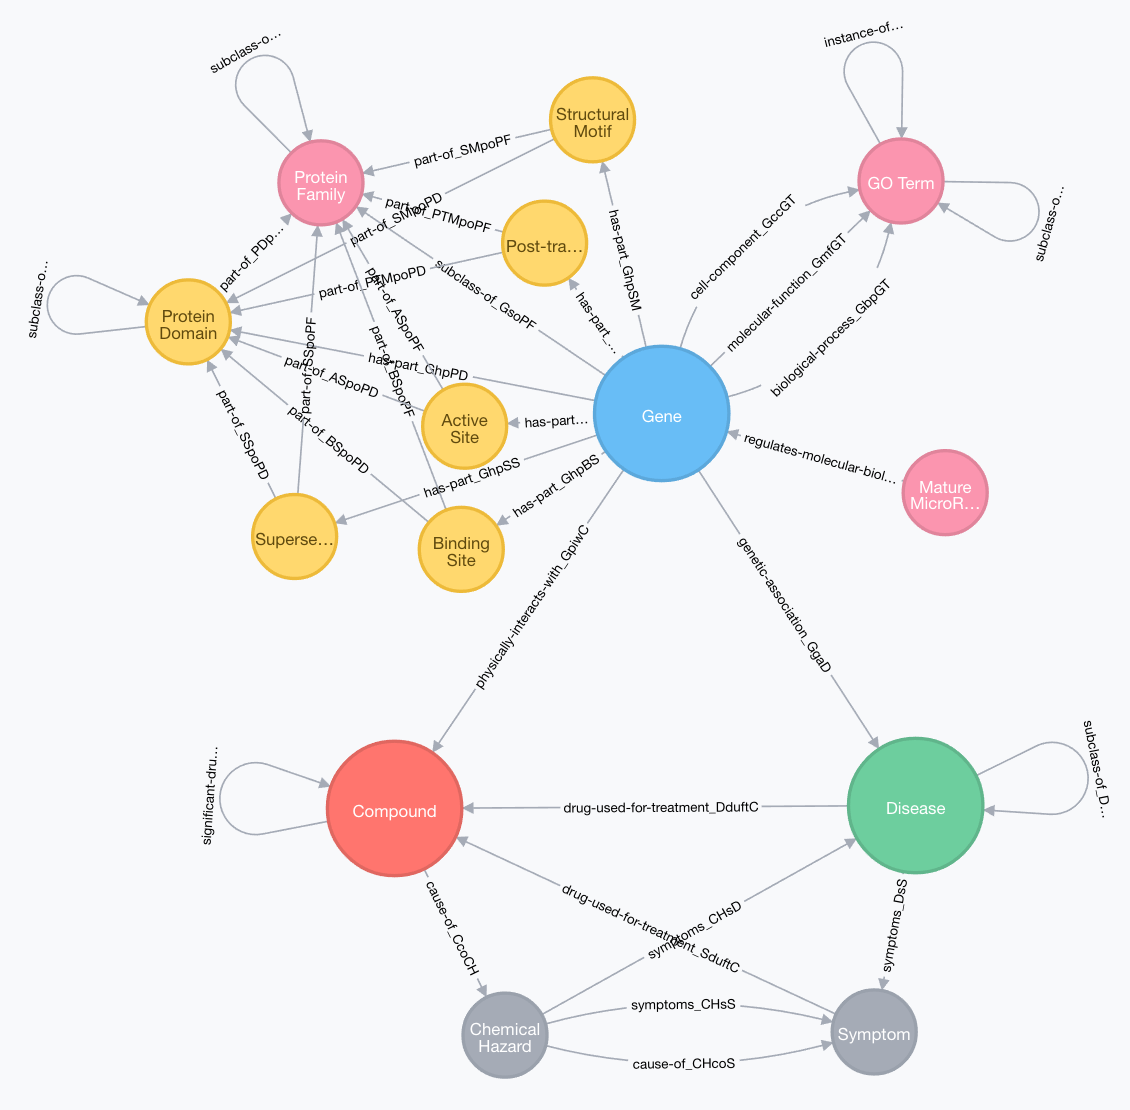 instance-of…
subclass-o…
Structural
Motif
part-of_SMpoPF
Protein
Family
GO Term
part-of_SMpoPD
part-of_PTMpoPF
cell-component_GccGT
subclass-o…
part-of_PDp…
Post-tra…
has-part_GhpSM
molecular-function_GmfGT
subclass-o…
part-of_PTMpoPD
subclass-of_GsoPF
biological-process_GbpGT
Protein
Domain
part-of_ASpoPF
has-part_…
part-of_SSpoPF
has-part_GhpPD
part-of_ASpoPD
part-of_BSpoPF
Gene
Active
Site
has-part…
part-of_SSpoPD
part-of_BSpoPD
regulates-molecular-biol…
has-part_GhpSS
has-part_GhpBS
Mature
MicroR…
Superse…
Binding
Site
physically-interacts-with_GpiwC
genetic-association_GgaD
significant-dru…
Compound
drug-used-for-treatment_DduftC
Disease
subclass-of_D…
cause-of_CcoCH
drug-used-for-treatment_SduftC
symptoms_CHsD
symptoms_DsS
symptoms_CHsS
Chemical
Hazard
Symptom
cause-of_CHcoS